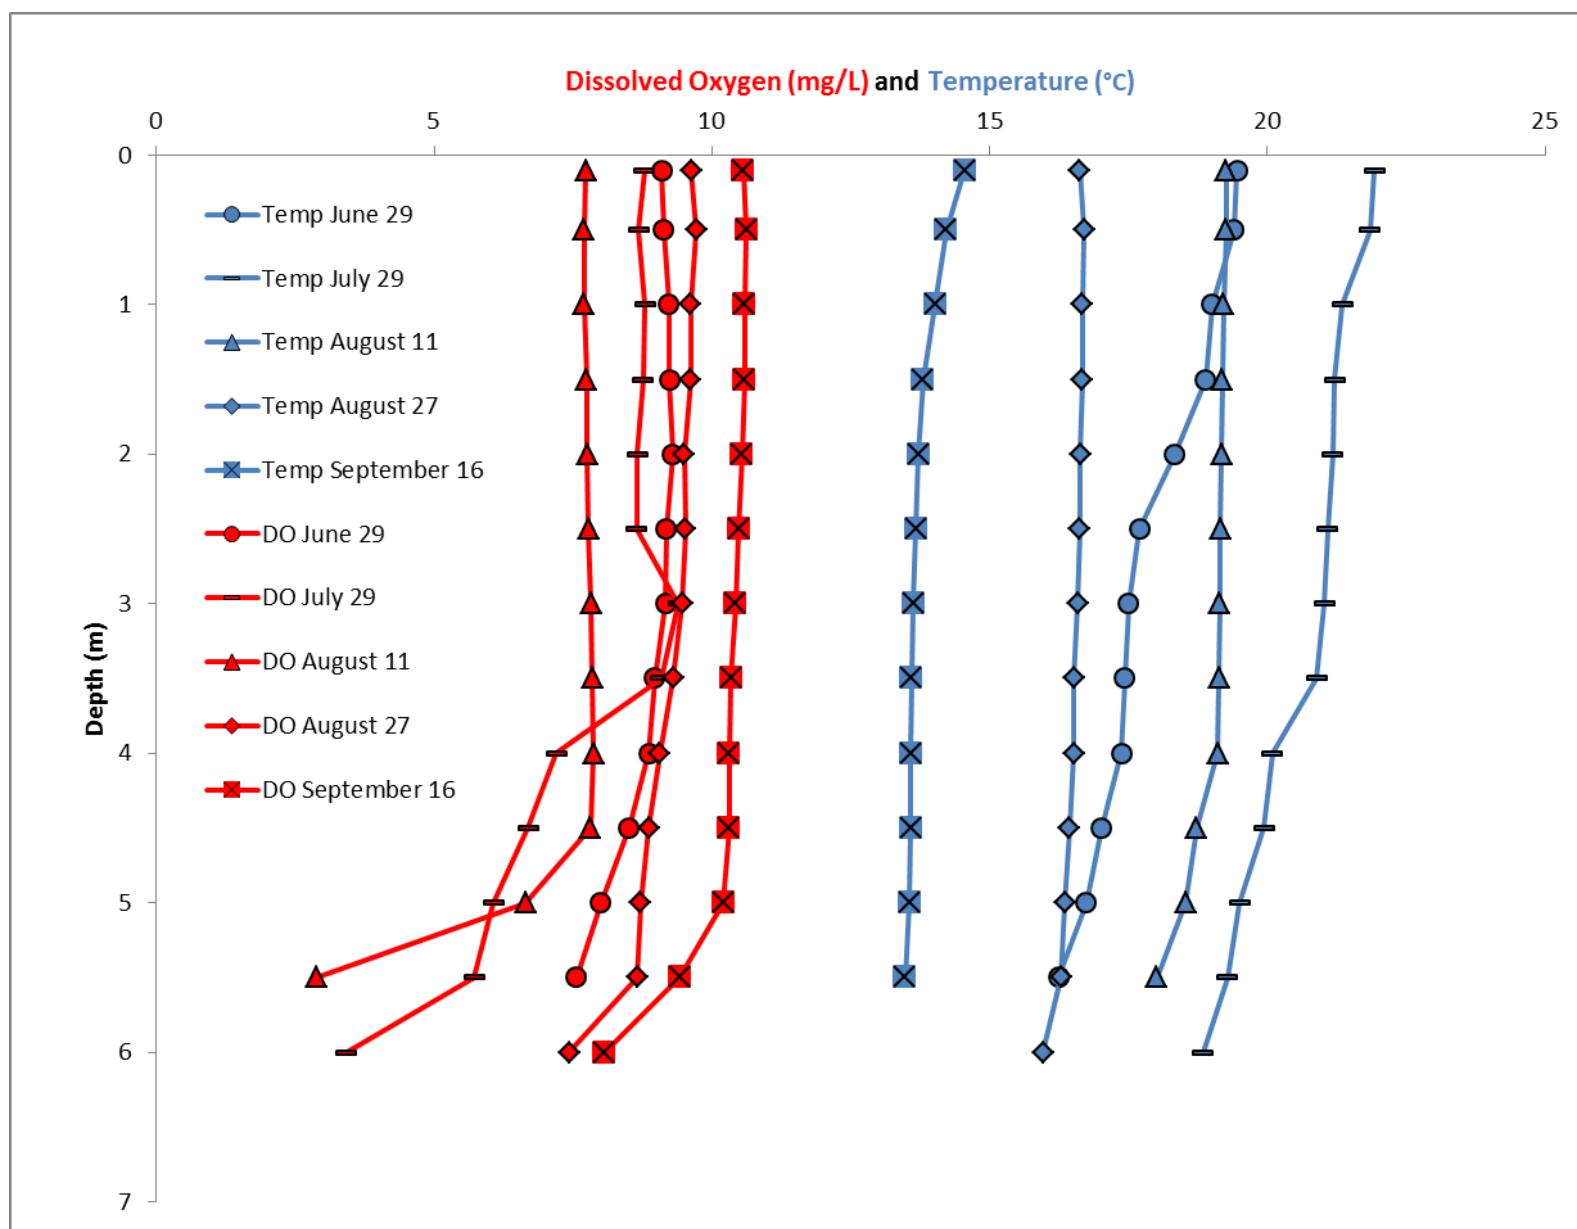 Dissolved Oxygen (mg/L) and Temperature (°C)
0 5 10 15 20 25
0
Temp June 29
Temp July 29
1
Temp August 11
Temp August 27
2
Temp September 16
DO June 29
DO July 29
3
DO August 11
Depth (m)
DO August 27
4
DO September 16
5
6
7